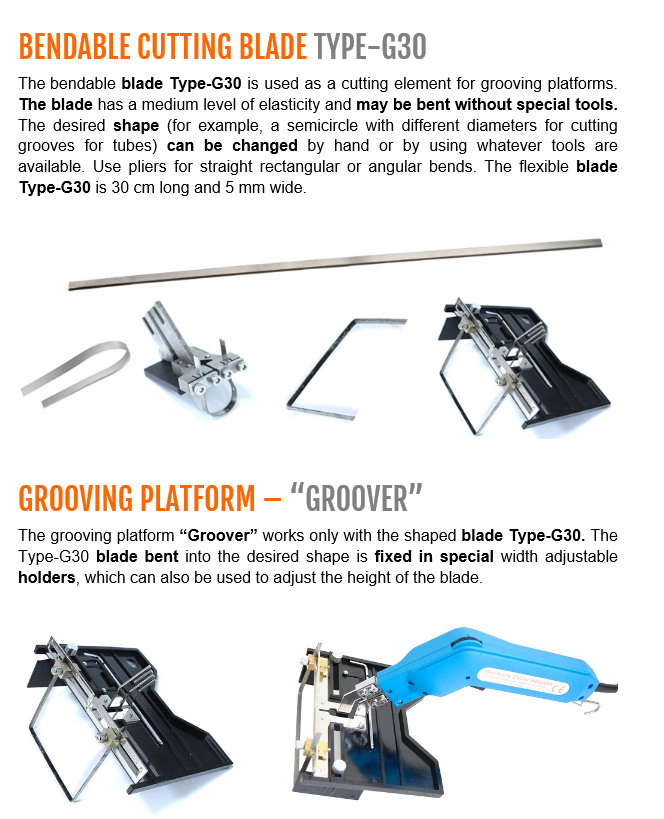 BENDABLE CUTTING BLADE TYPE-G30
The bendable blade Type-G30 is used as a cutting element for grooving platforms.
The blade has a medium level of elasticity and may be bent without special tools.
The desired shape (for example, a semicircle with different diameters for cutting
grooves for tubes) can be changed by hand or by using whatever tools are
available. Use pliers for straight rectangular or angular bends. The flexible blade
Type-G30 is 30 cm long and 5 mm wide.
GROOVING PLATFORM – “GROOVER”
The grooving platform “Groover” works only with the shaped blade Type-G30. The
Type-G30 blade bent into the desired shape is fixed in special width adjustable
holders, which can also be used to adjust the height of the blade.